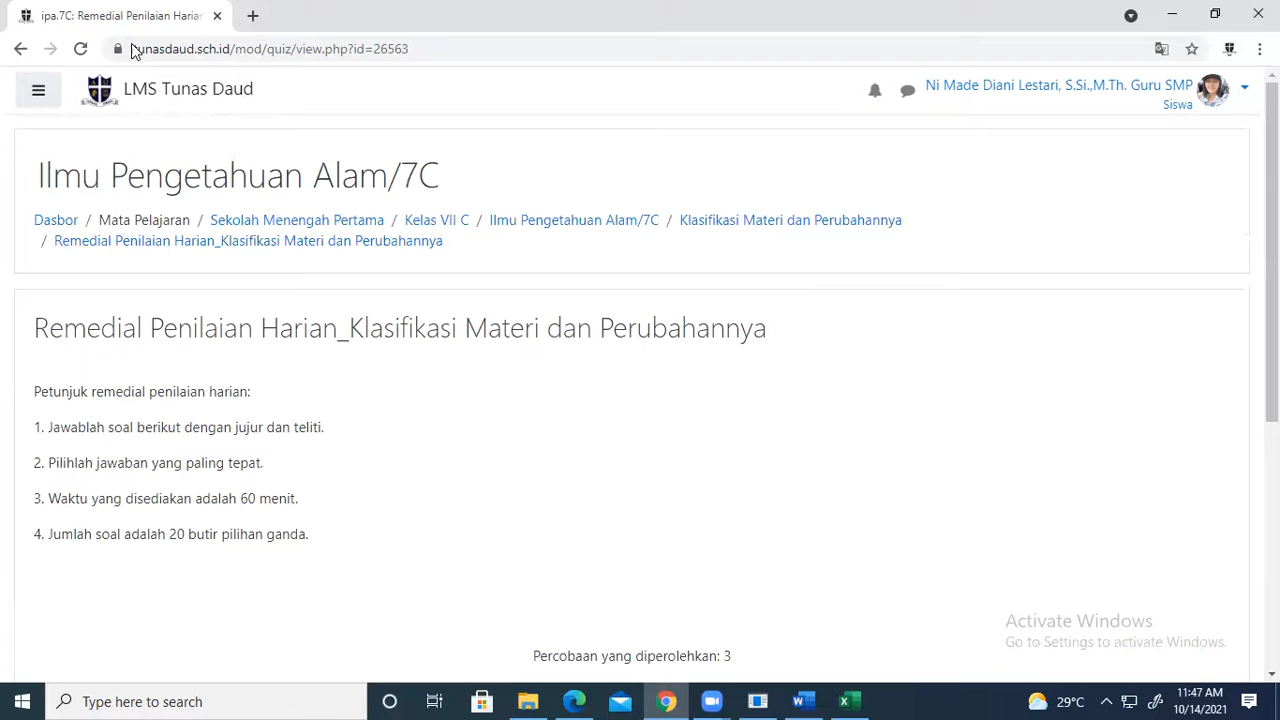 ipa.7C: Remedial Penilaian Harian
unasdaud.sch.id/mod/quiz/view.php?id=26563
LMS Tunas Daud
Ni Made Diani Lestari, S.Si.,M.Th. Guru SMP
Siswa
Ilmu Pengetahuan Alam/7C
Dasbor / Mata Pelajaran / Sekolah Menengah Pertama / Kelas VII C / Ilmu Pengetahuan Alam/7C / Klasifikasi Materi dan Perubahannya
/ Remedial Penilaian Harian_Klasifikasi Materi dan Perubahannya
Remedial Penilaian Harian_Klasifikasi Materi dan Perubahannya
Petunjuk remedial penilaian harian:
1. Jawablah soal berikut dengan jujur dan teliti.
2. Pilihlah jawaban yang paling tepat.
3. Waktu yang disediakan adalah 60 menit.
4. Jumlah soal adalah 20 butir pilihan ganda.
Percobaan yang diperolehkan: 3
Activate Windows
Go to Settings to activate Windows.
Type here to search
29°C
11:47 AM
10/14/2021